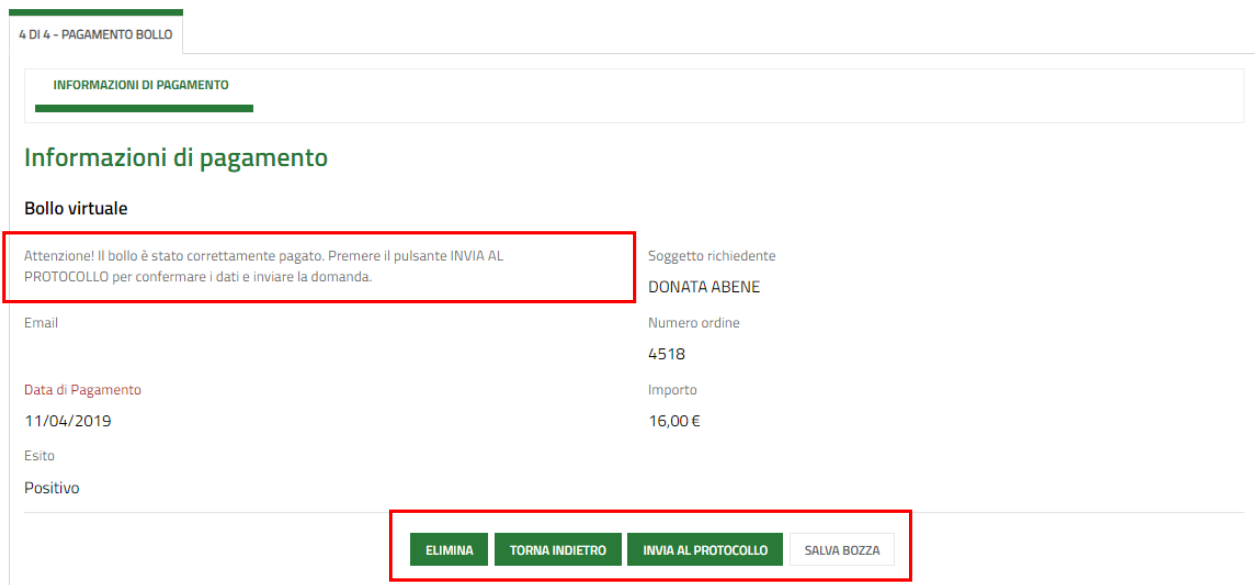 4 DI 4 - PAGAMENTO BOLLO
INFORMAZIONI DI PAGAMENTO
Informazioni di pagamento
Bollo virtuale
Attenzione! Il bollo è stato correttamente pagato. Premere il pulsante INVIA AL
PROTOCOLLO per confermare i dati e inviare la domanda.
Soggetto richiedente
DONATA ABENE
Email
Numero ordine
4518
Data di Pagamento
11/04/2019
Importo
16,00 €
Esito
Positivo
ELIMINA TORNA INDIETRO INVIA AL PROTOCOLLO SALVA BOZZA